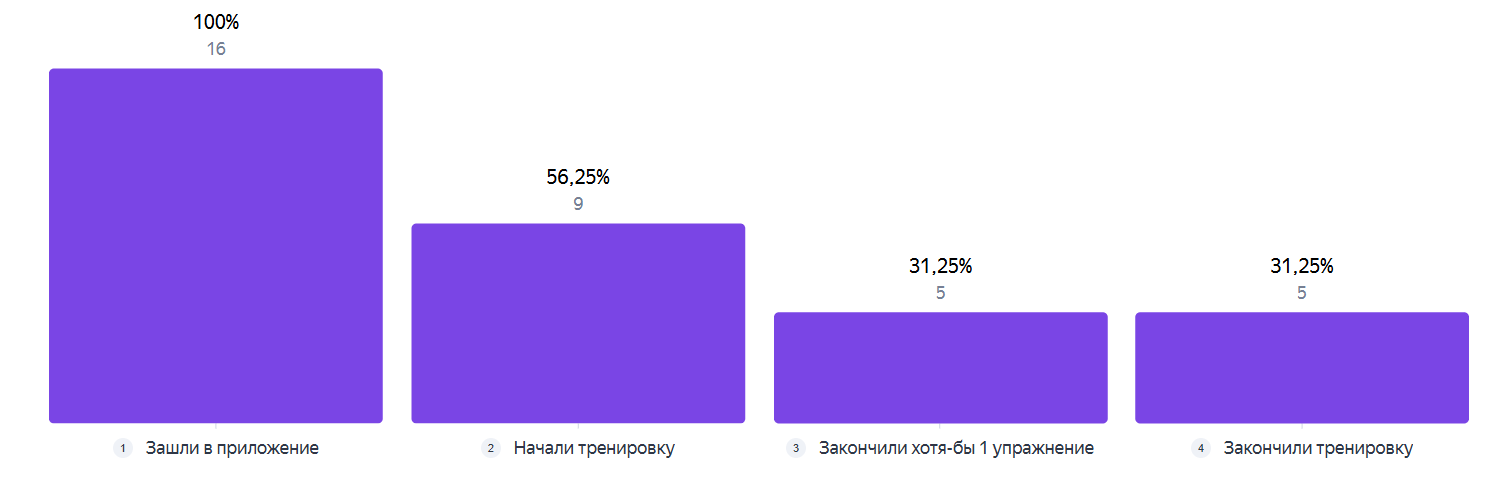 100%
16
56,25%
9
31,25%
5
31,25%
5
1 Зашли в приложение
2 Начали тренировку
3 Закончили хотя-бы 1 упражнение
4 Закончили тренировку